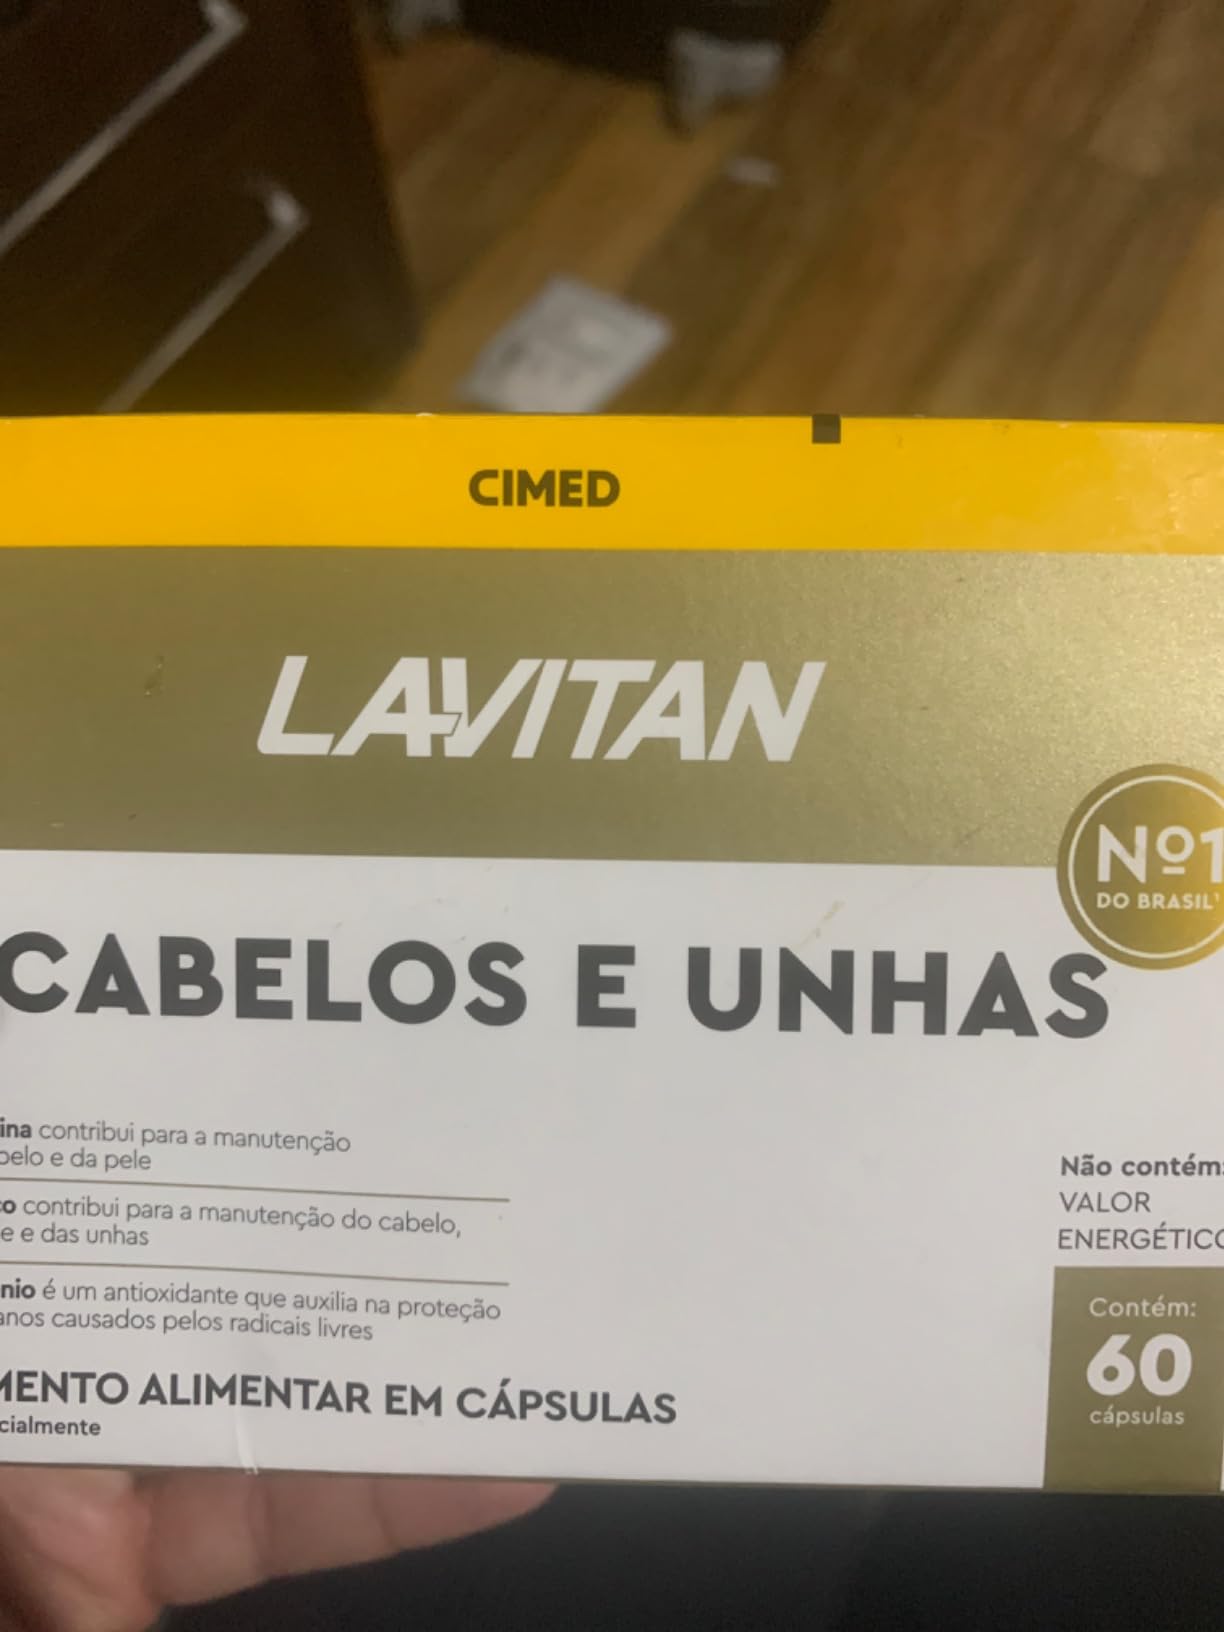 CIMED
LAVITAN
Nº1
DO BRASIL¹
CABELOS E UNHAS
ina contribui para a manutenção
pelo e da pele
Não contém:
VALOR
ENERGÉTICO
o contribui para a manutenção do cabelo,
e e das unhas
nio é um antioxidante que auxilia na proteção
anos causados pelos radicais livres
Contém:
60
cápsulas
MENTO ALIMENTAR EM CÁPSULAS
cialmente